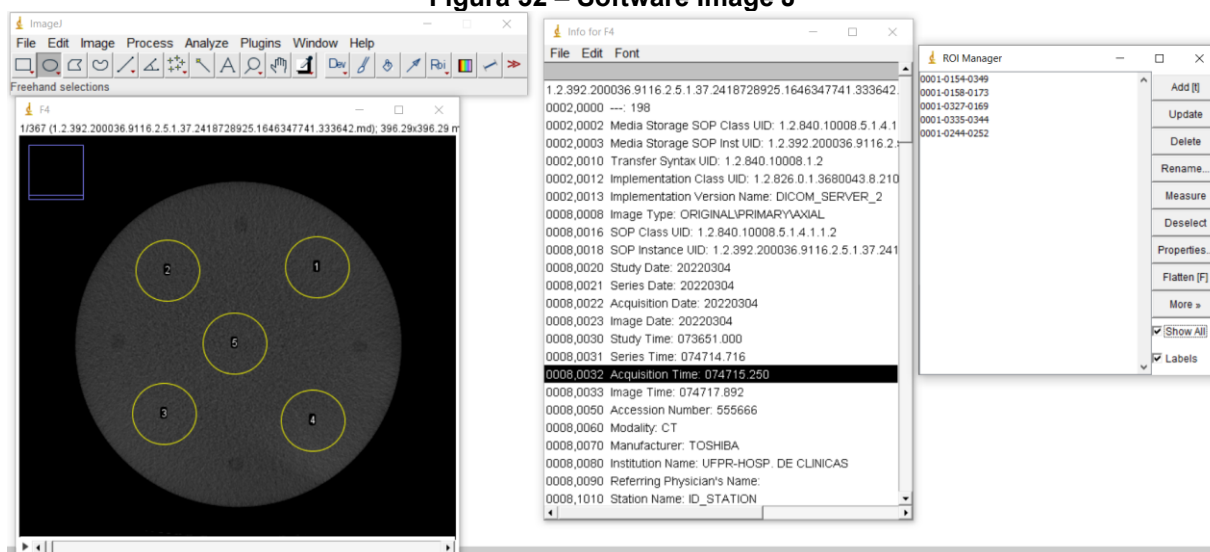 Figura 52 – Software Image J
ImageJ
File Edit Image Process Analyze Plugins Window Help
Dev
Roi
Freehand selections
F4
1/367 (1.2.392.200036.9116.2.5.1.37.2418728925.1646347741.333642.md); 396.29x396.29 m
2
1
5
3
4
Info for F4
File Edit Font
1.2.392.200036.9116.2.5.1.37.2418728925.1646347741.333642.
0002,0000 ---: 198
0002,0002 Media Storage SOP Class UID: 1.2.840.10008.5.1.4.1
0002,0003 Media Storage SOP Inst UID: 1.2.392.200036.9116.2.
0002,0010 Transfer Syntax UID: 1.2.840.10008.1.2
0002,0012 Implementation Class UID: 1.2.826.0.1.3680043.8.210
0002,0013 Implementation Version Name: DICOM_SERVER_2
0008,0008 Image Type: ORIGINAL\PRIMARY\AXIAL
0008,0016 SOP Class UID: 1.2.840.10008.5.1.4.1.1.2
0008,0018 SOP Instance UID: 1.2.392.200036.9116.2.5.1.37.241
0008,0020 Study Date: 20220304
0008,0021 Series Date: 20220304
0008,0022 Acquisition Date: 20220304
0008,0023 Image Date: 20220304
0008,0030 Study Time: 073651.000
0008,0031 Series Time: 074714.716
0008,0032 Acquisition Time: 074715.250
0008,0033 Image Time: 074717.892
0008,0050 Accession Number: 555666
0008,0060 Modality: CT
0008,0070 Manufacturer: TOSHIBA
0008,0080 Institution Name: UFPR-HOSP. DE CLINICAS
0008,0090 Referring Physician's Name:
0008,1010 Station Name: ID_STATION
ROI Manager
0001-0154-0349
0001-0158-0173
0001-0327-0169
0001-0335-0344
0001-0244-0252
Add [t]
Update
Delete
Rename...
Measure
Deselect
Properties..
Flatten [F]
More »
Show All
Labels